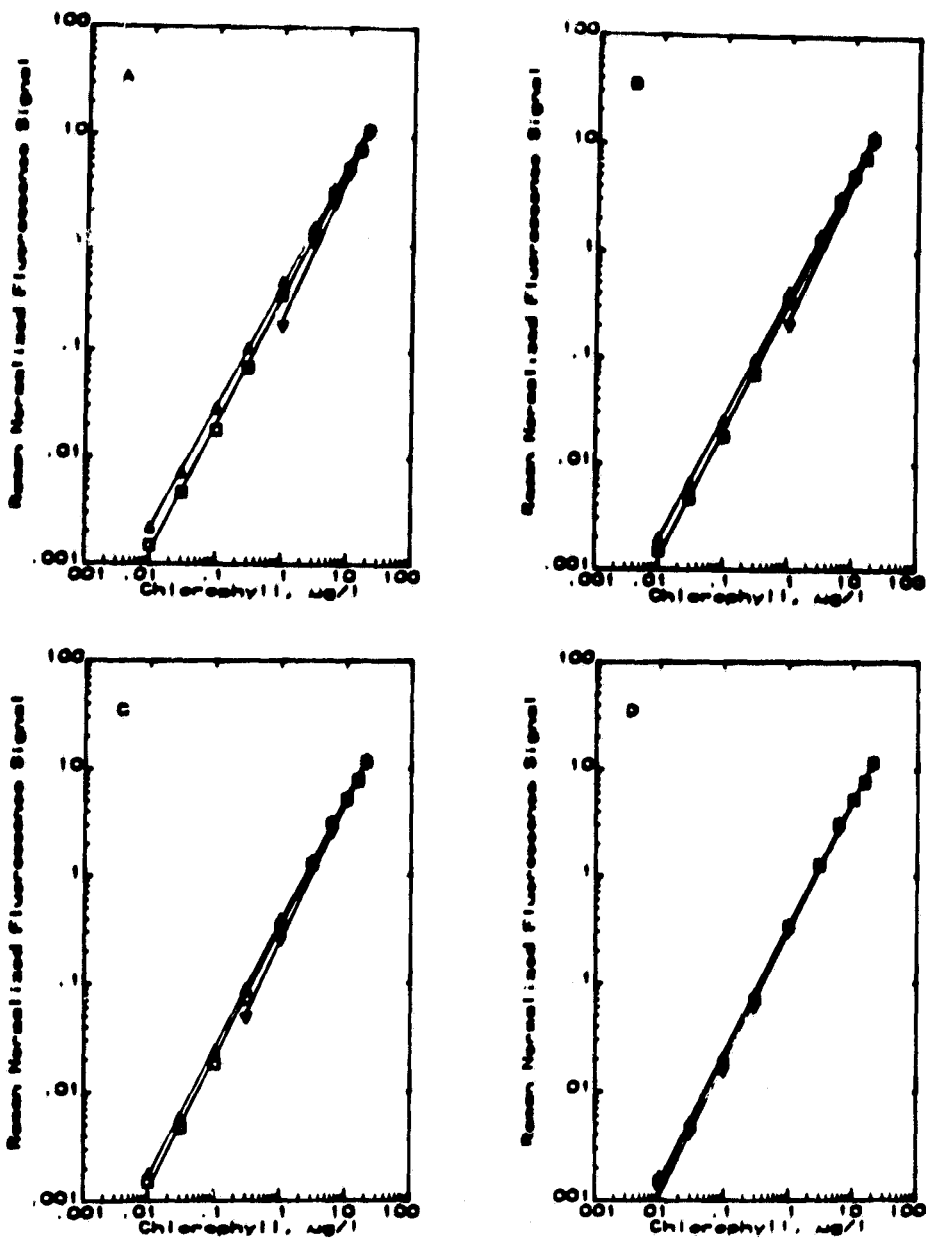 100
A
10
1
.1
.01
.001
.001 .01 .1 1 10 100
Raman Normalized Fluorescence Signal
Chlorophyll, µg/l
100
B
10
1
.1
.01
.001
.001 .01 .1 1 10 100
Raman Normalized Fluorescence Signal
Chlorophyll, µg/l
100
C
10
1
.1
.01
.001
.001 .01 .1 1 10 100
Raman Normalized Fluorescence Signal
Chlorophyll, µg/l
100
D
10
1
.1
.01
.001
.001 .01 .1 1 10 100
Raman Normalized Fluorescence Signal
Chlorophyll, µg/l